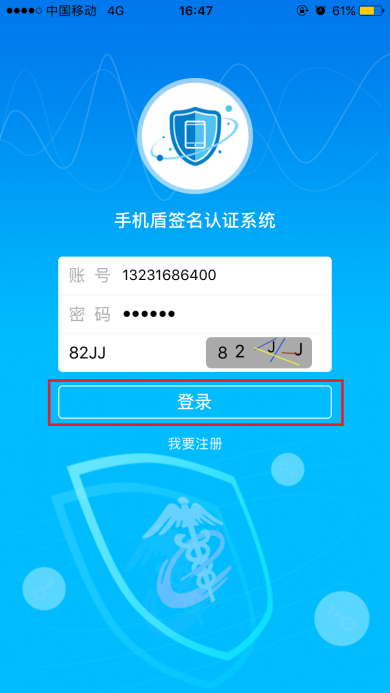 中国移动 4G 16:47 61%
手机盾签名认证系统
账 号 13231686400
密 码 ••••••
82JJ 8 2 J J
登录
我要注册